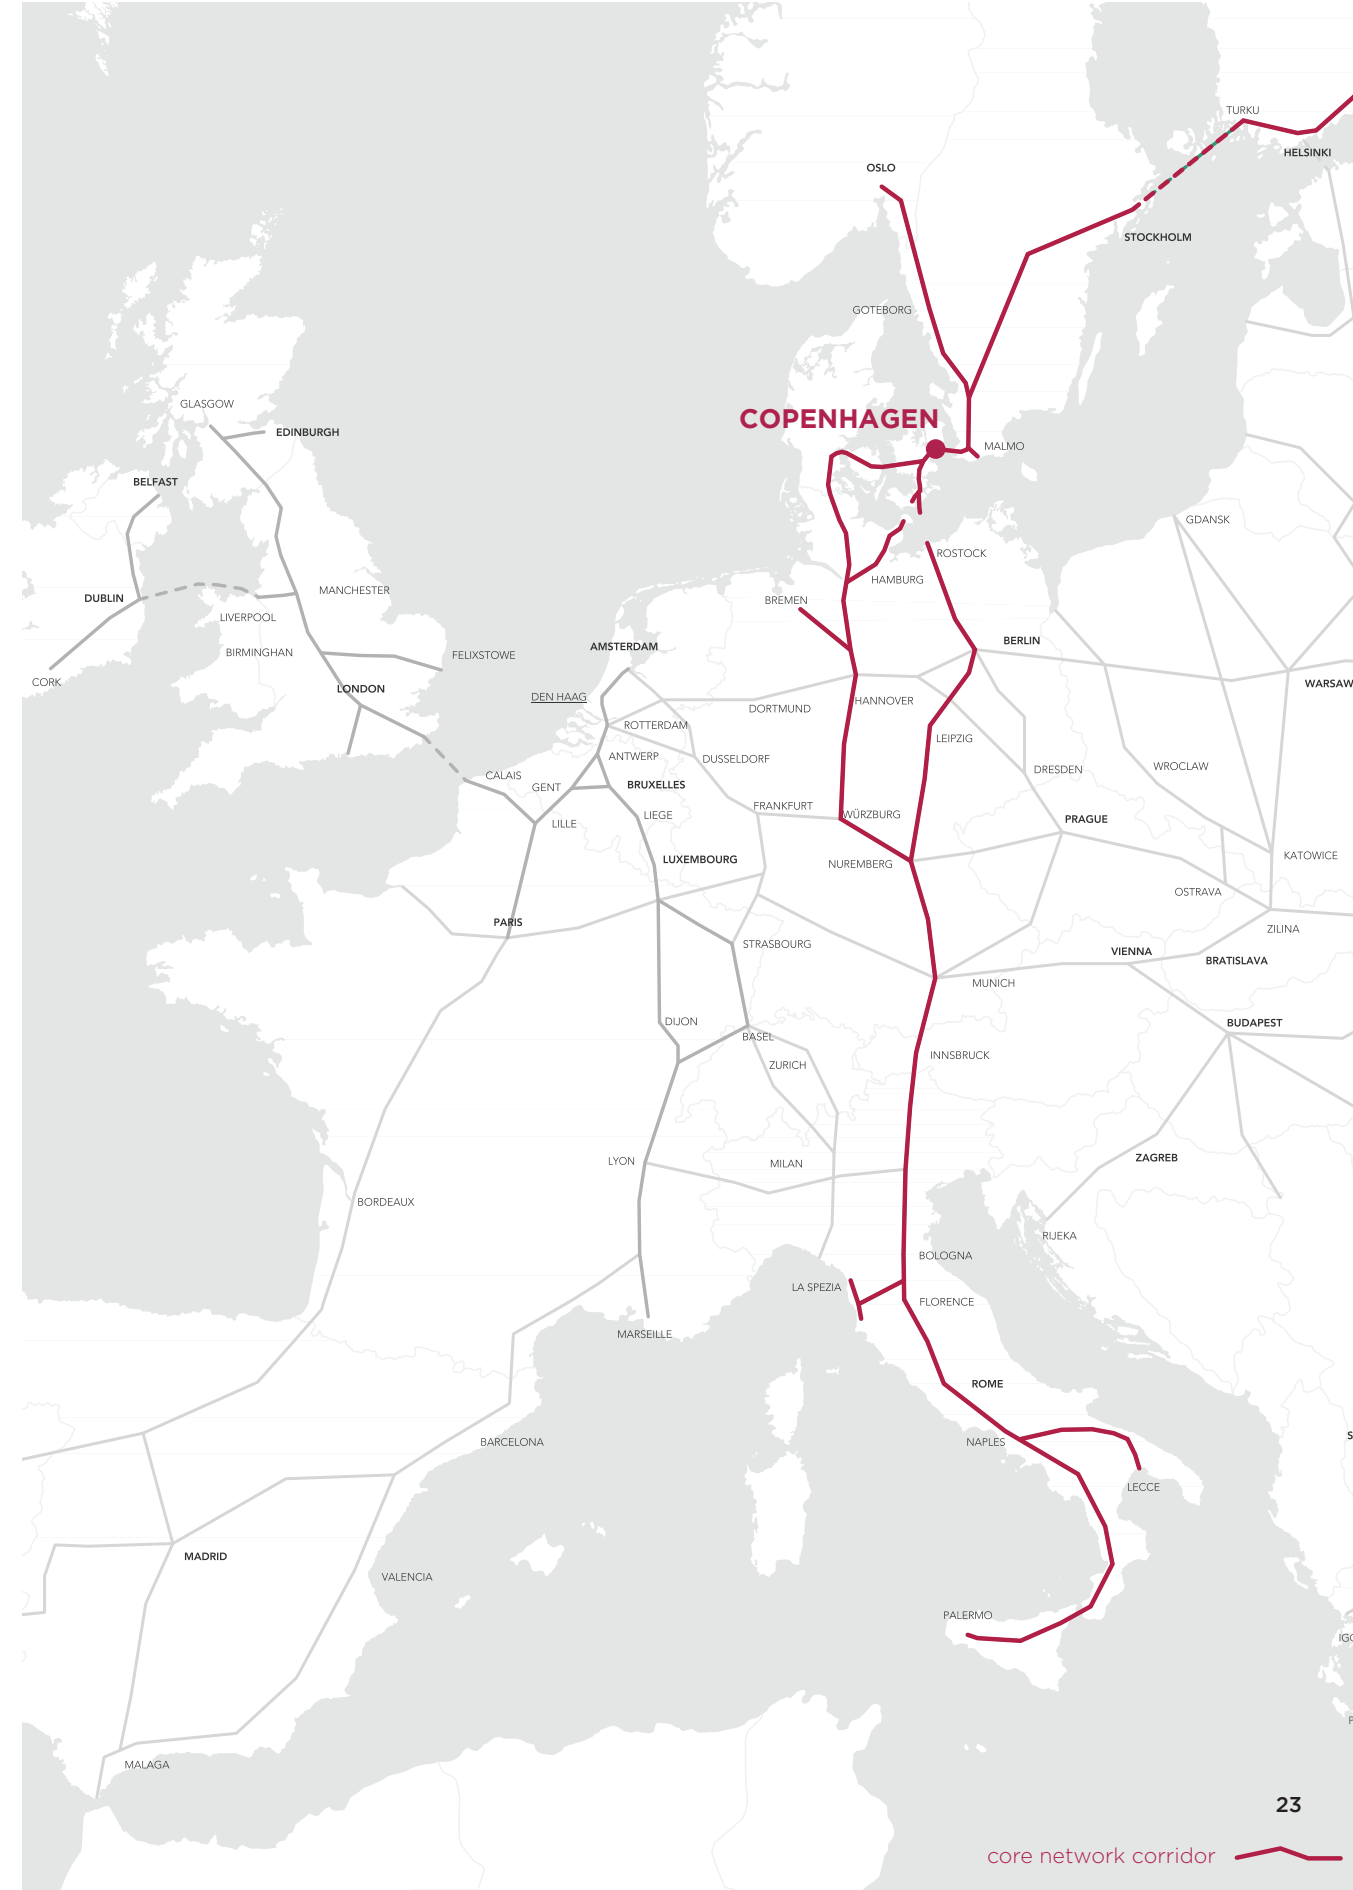 TURKU
HELSINKI
OSLO
STOCKHOLM
GOTEBORG
GLASGOW
COPENHAGEN
EDINBURGH
MALMO
BELFAST
GDANSK
ROSTOCK
HAMBURG
MANCHESTER
DUBLIN
BREMEN
LIVERPOOL
BERLIN
AMSTERDAM
BIRMINGHAN
FELIXSTOWE
CORK
WARSAW
LONDON
DEN HAAG
HANNOVER
DORTMUND
ROTTERDAM
LEIPZIG
ANTWERP
DUSSELDORF
WROCLAW
DRESDEN
CALAIS
BRUXELLES
GENT
FRANKFURT
WÜRZBURG
LIEGE
PRAGUE
LILLE
KATOWICE
LUXEMBOURG
NUREMBERG
OSTRAVA
PARIS
ZILINA
STRASBOURG
VIENNA
BRATISLAVA
MUNICH
DIJON
BUDAPEST
BASEL
INNSBRUCK
ZURICH
ZAGREB
LYON
MILAN
BORDEAUX
RIJEKA
BOLOGNA
LA SPEZIA
FLORENCE
MARSEILLE
ROME
S
BARCELONA
NAPLES
LECCE
MADRID
VALENCIA
PALERMO
IGO
P
MALAGA
23
core network corridor